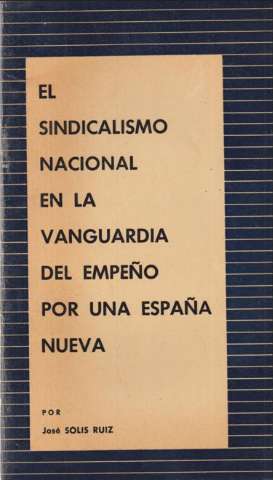 EL
SINDICALISMO
NACIONAL
EN LA
VANGUARDIA
DEL EMPEÑO
POR UNA ESPAÑA
NUEVA
POR
José SOLIS RUIZ